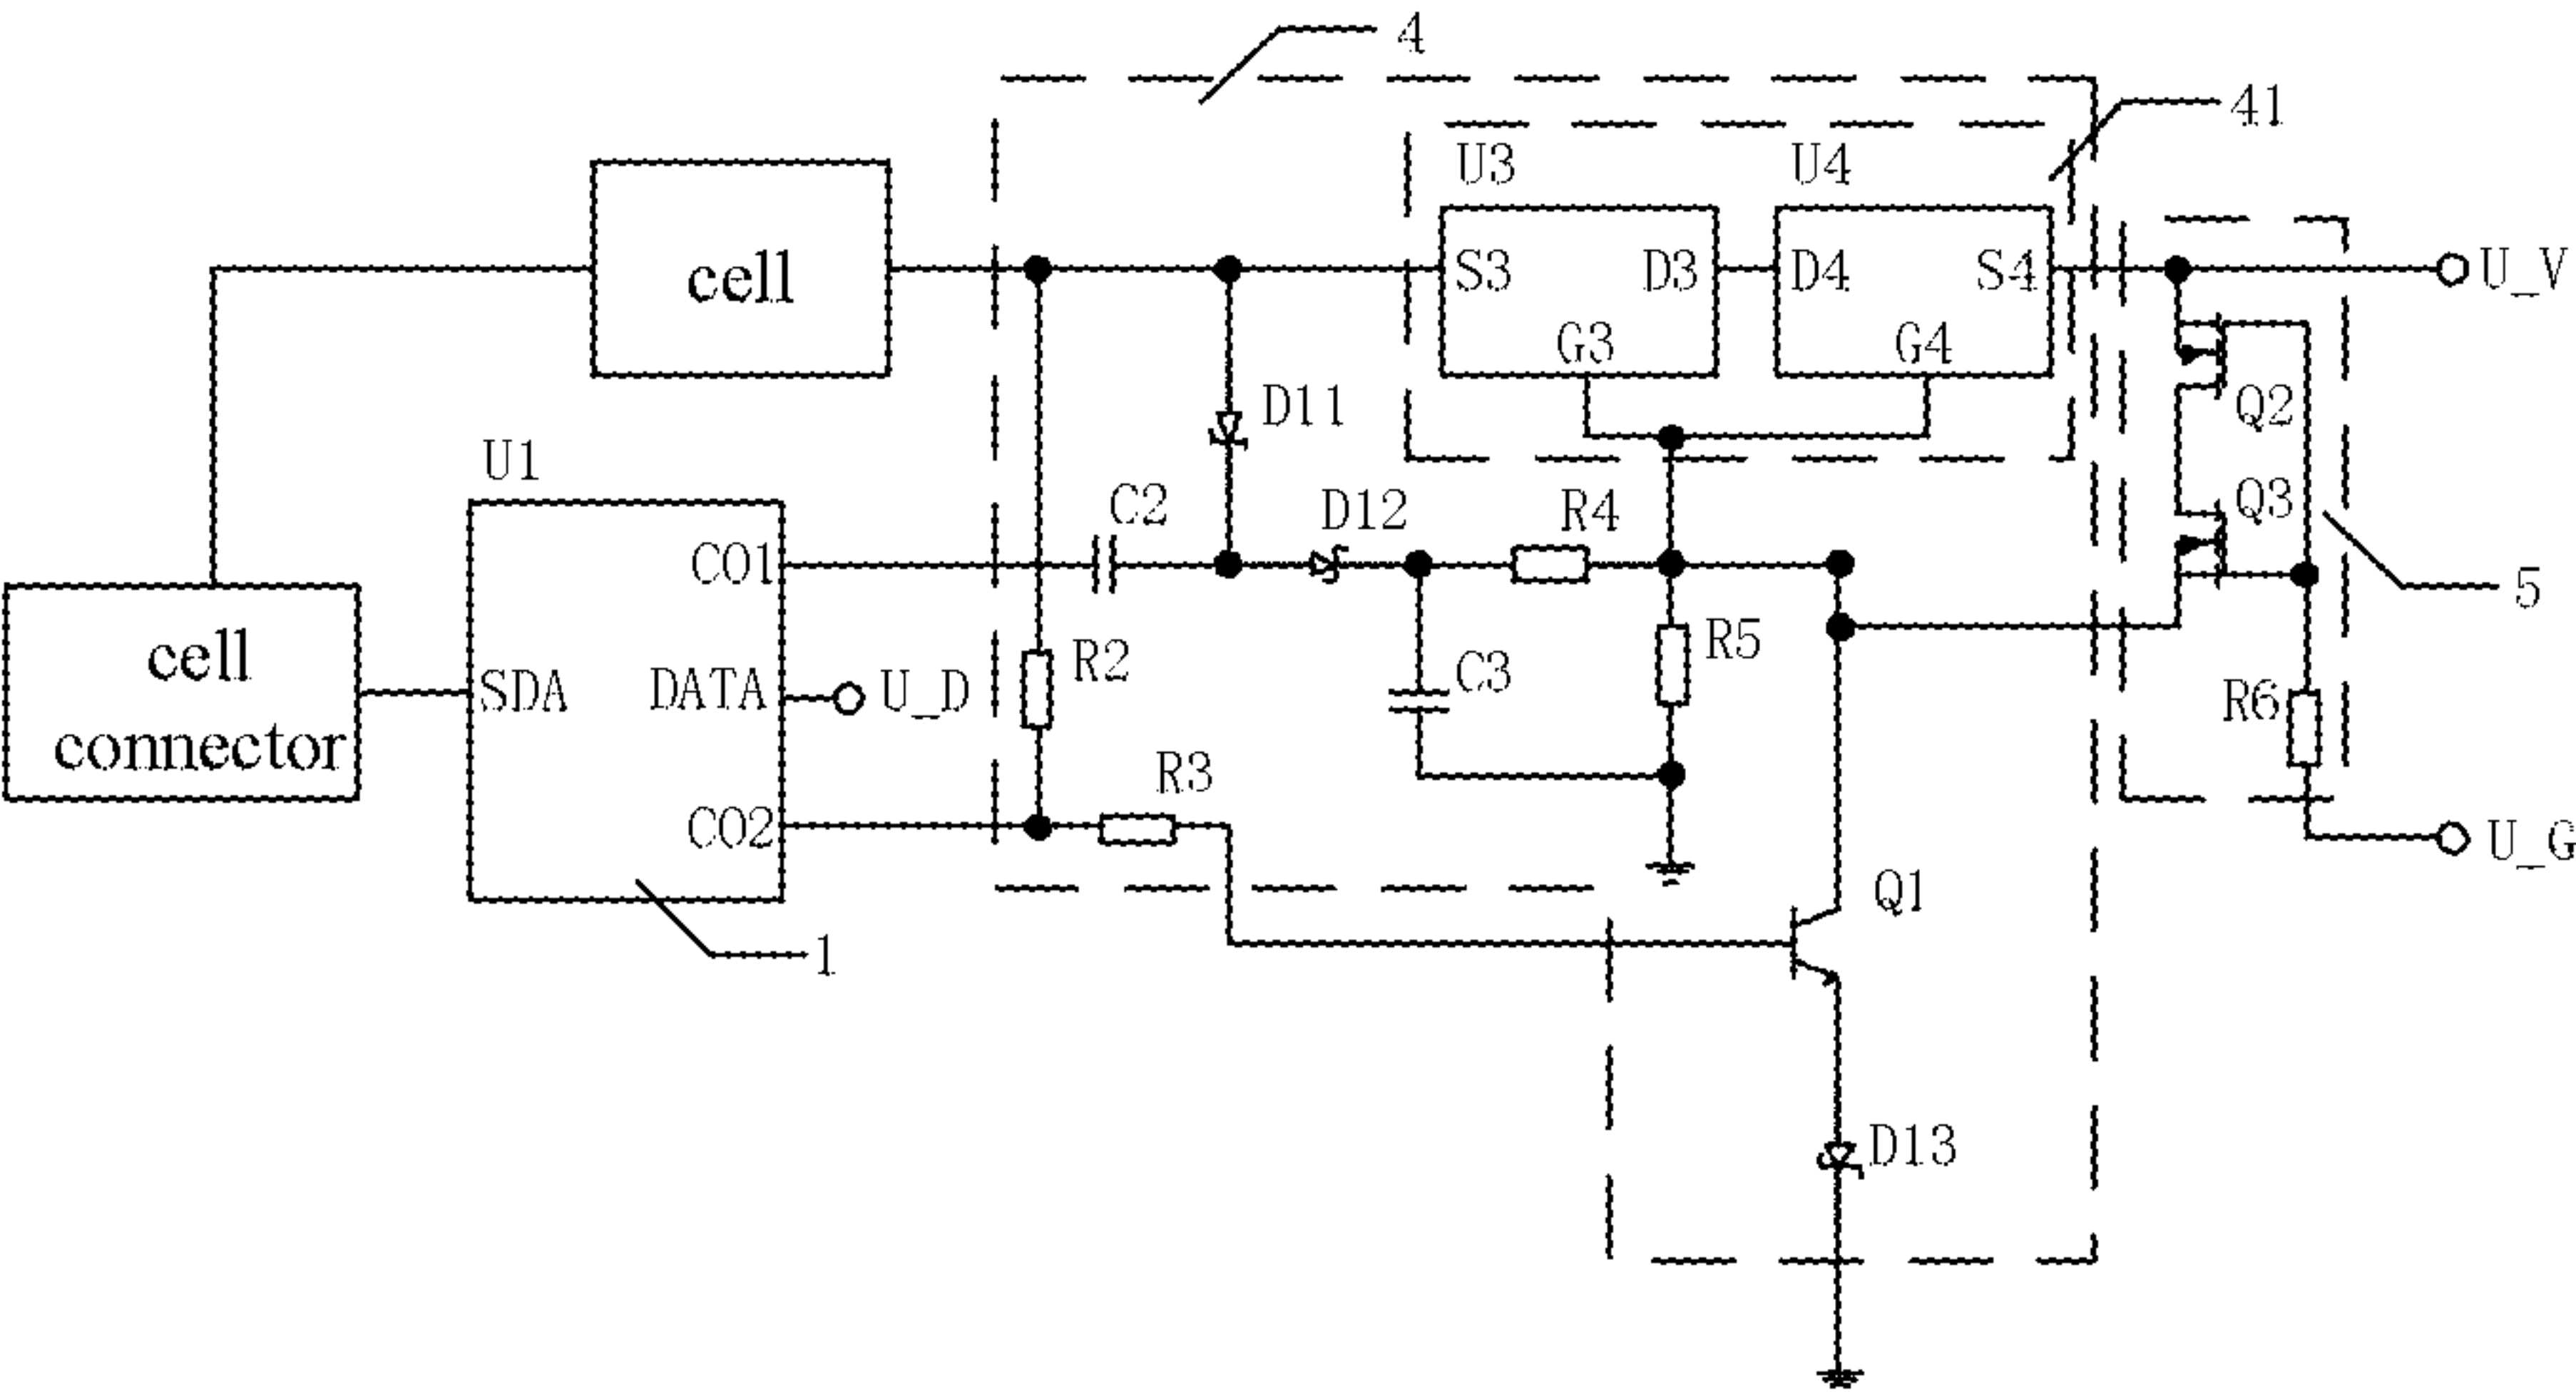 4
41
U3
U4
cell
S3
D3
D4
S4
U_V
G3
G4
D11
Q2
U1
C2
D12
R4
Q3
CO1
5
cell
connector
SDA
DATA
U_D
R2
C3
R5
R6
R3
CO2
U_G
Q1
1
D13